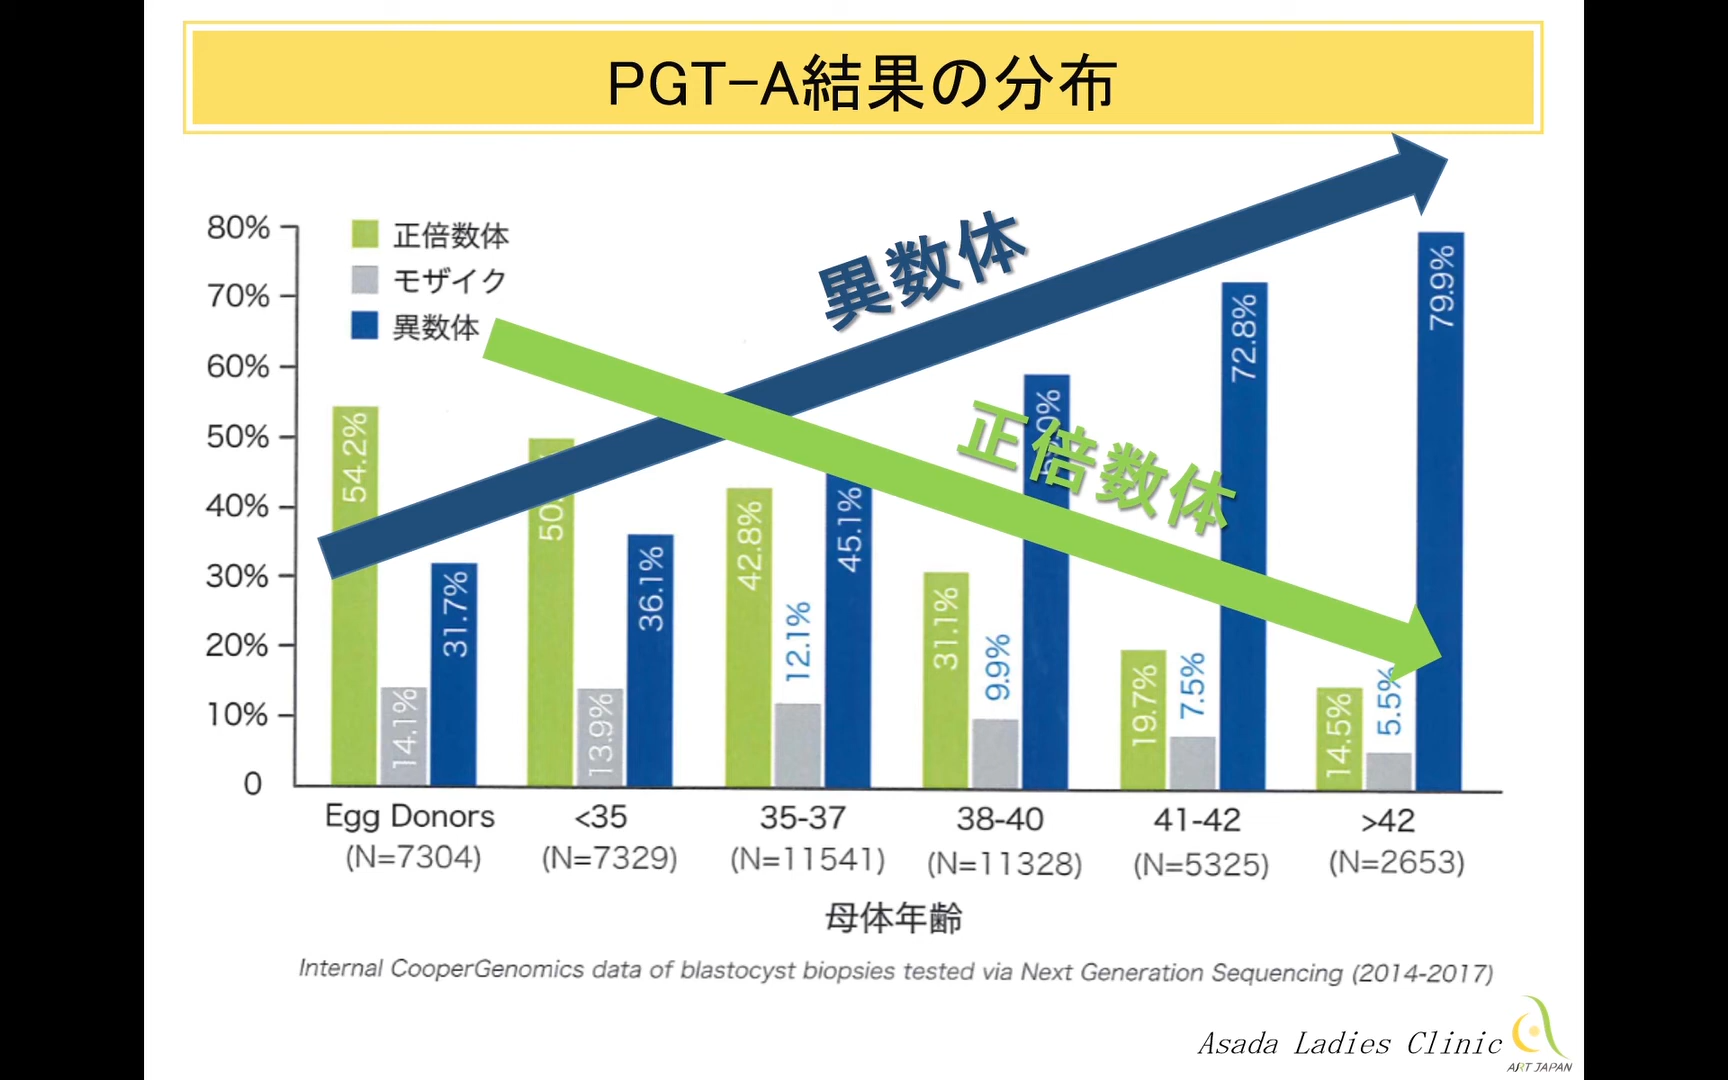 PGT-A結果の分布
80%
70%
60%
50%
40%
30%
20%
10%
0
正倍数体
モザイク
異数体
異数体
正倍数体
54.2%
14.1%
31.7%
13.9%
36.1%
42.8%
12.1%
45.1%
31.1%
9.9%
19.7%
7.5%
72.8%
14.5%
5.5%
79.9%
Egg Donors <35 35-37 38-40 41-42 >42
(N=7304) (N=7329) (N=11541) (N=11328) (N=5325) (N=2653)
母体年齢
Internal CooperGenomics data of blastocyst biopsies tested via Next Generation Sequencing (2014-2017)
Asada Ladies Clinic
ART JAPAN